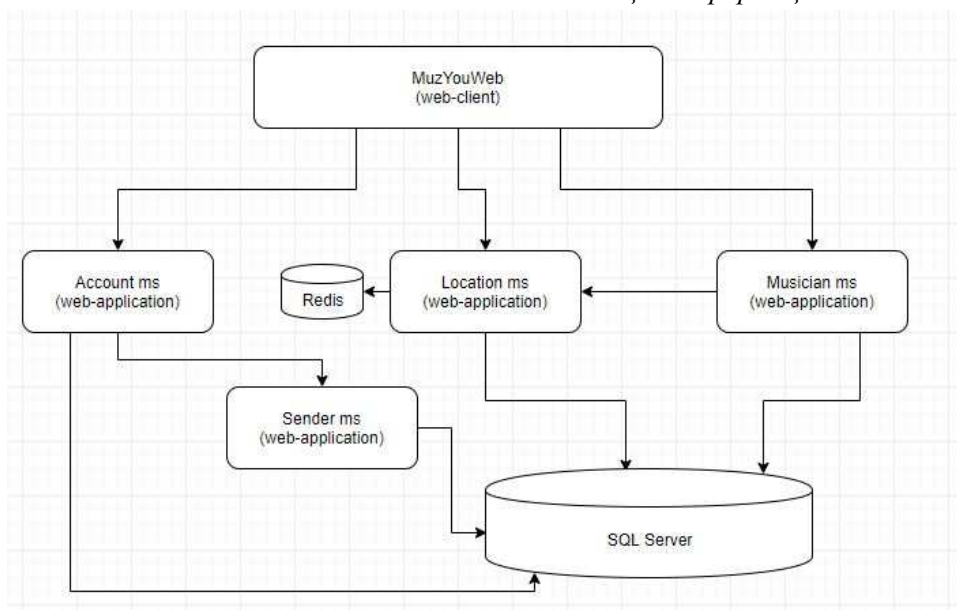 MuzYouWeb
(web-client)
Account ms
(web-application)
Redis
Location ms
(web-application)
Musician ms
(web-application)
Sender ms
(web-application)
SQL Server